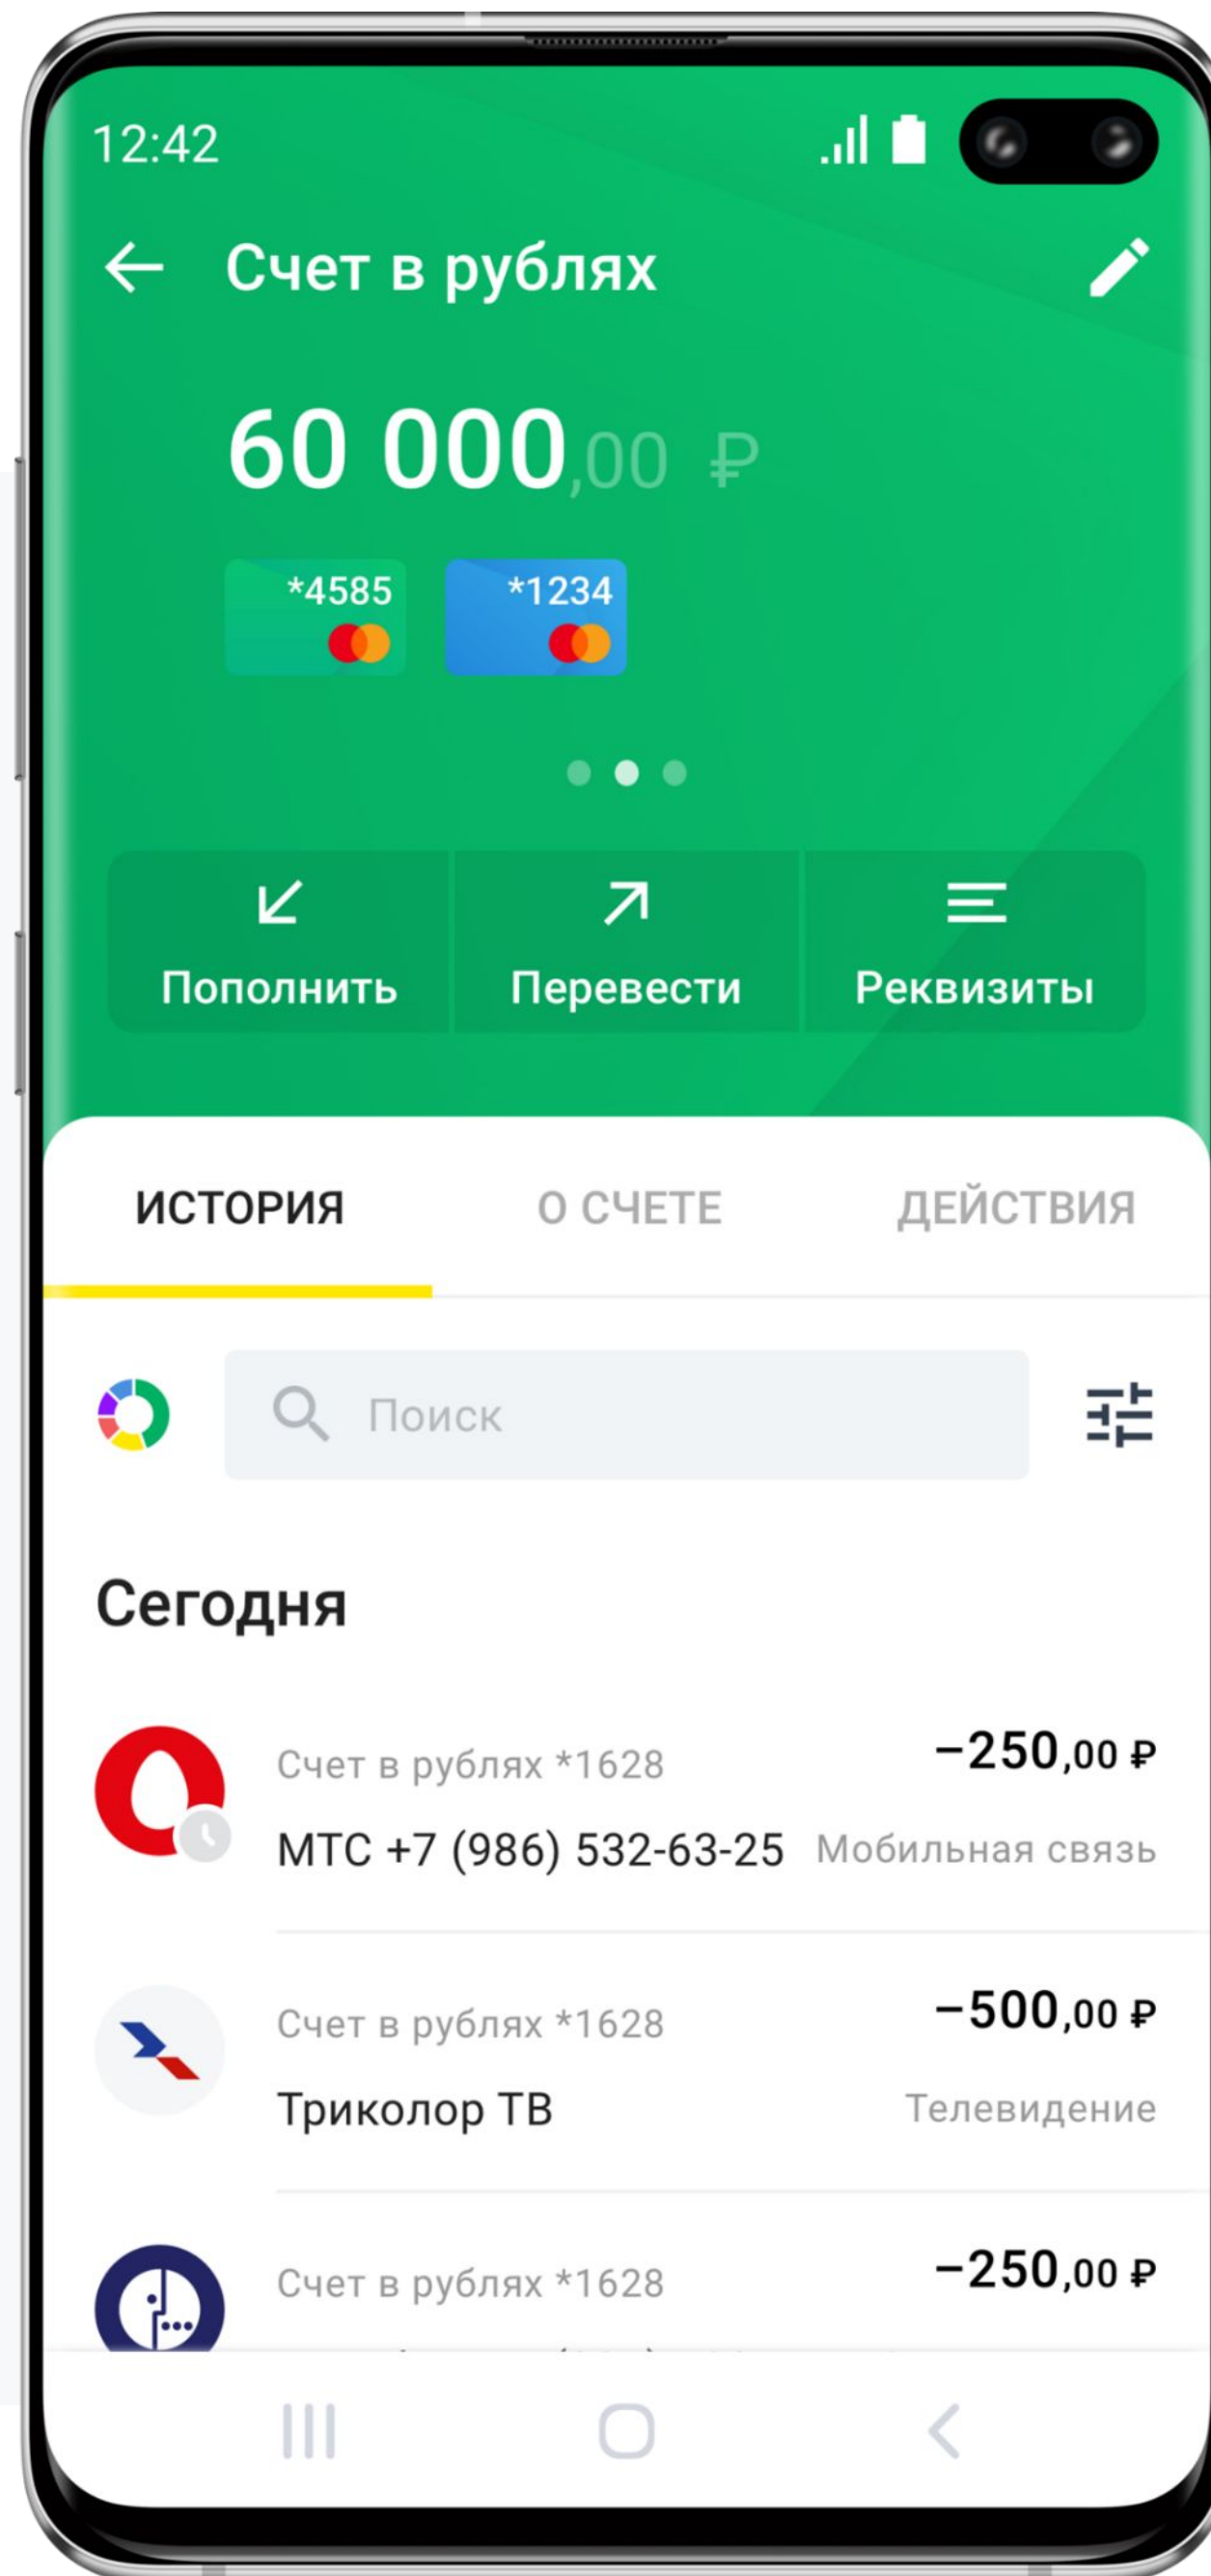 12:42
Счет в рублях
60 000,00 ₽
*4585 *1234
Пополнить Перевести Реквизиты
ИСТОРИЯ О СЧЕТЕ ДЕЙСТВИЯ
Поиск
Сегодня
Счет в рублях *1628 –250,00 ₽
МТС +7 (986) 532-63-25 Мобильная связь
Счет в рублях *1628 –500,00 ₽
Триколор ТВ Телевидение
Счет в рублях *1628 –250,00 ₽